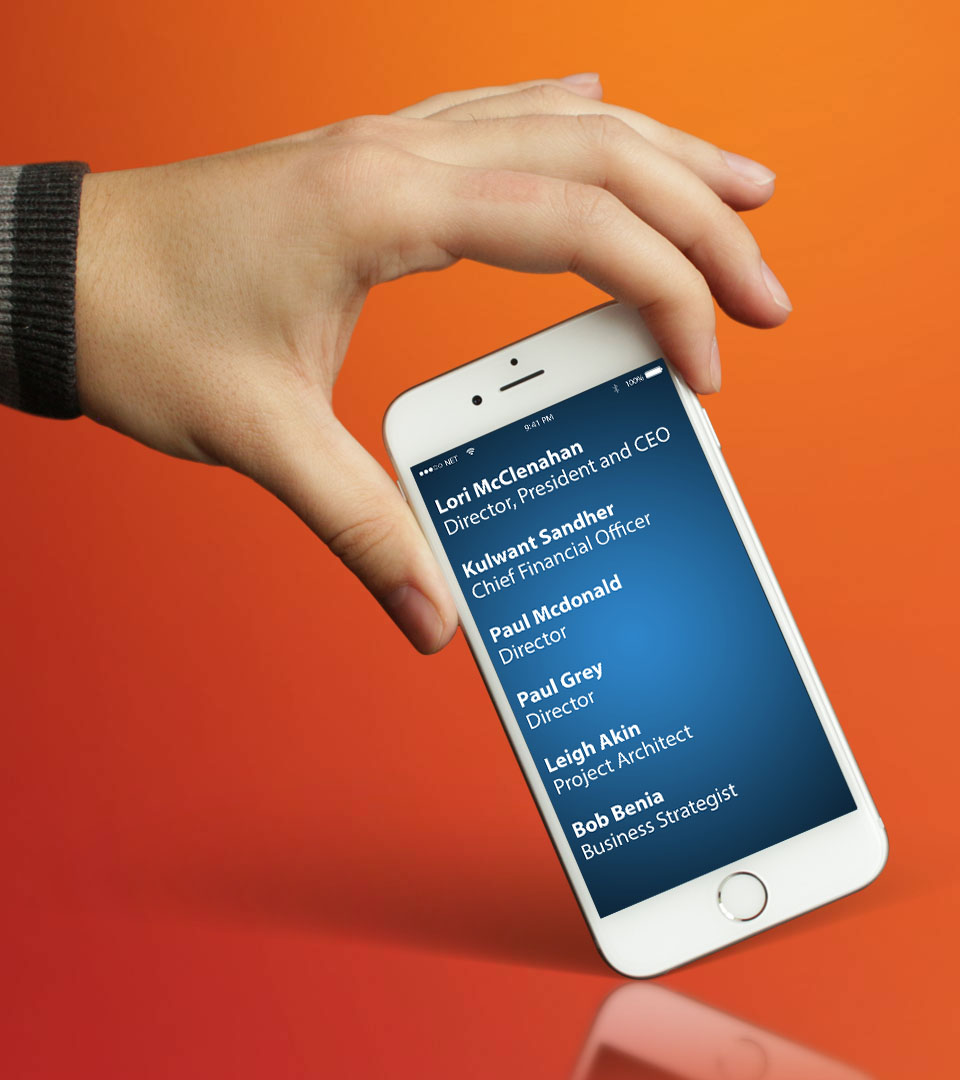 ●●●○○ NET 9:41 PM 100%
Lori McClenahan
Director, President and CEO
Kulwant Sandher
Chief Financial Officer
Paul Mcdonald
Director
Paul Grey
Director
Leigh Akin
Project Architect
Bob Benia
Business Strategist